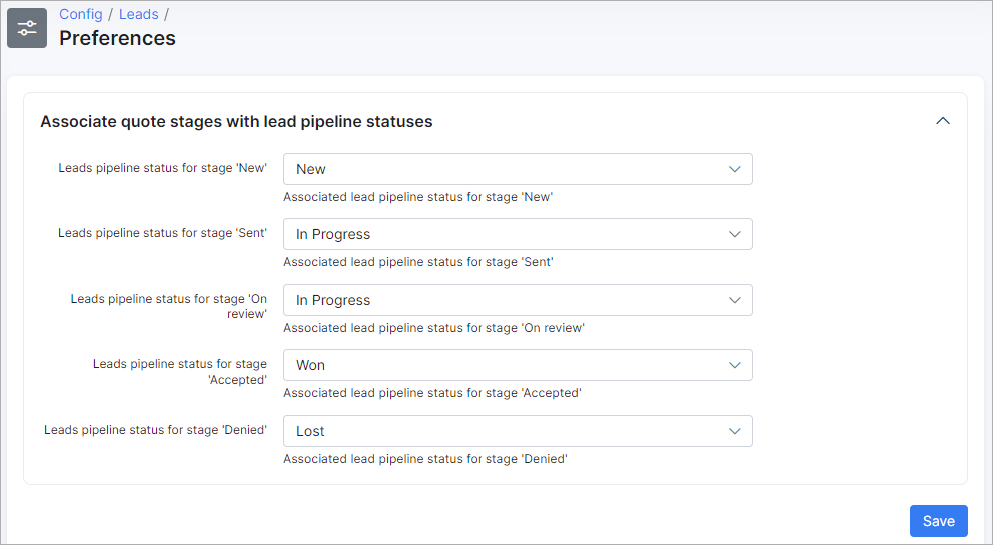 Config / Leads /
Preferences
Associate quote stages with lead pipeline statuses
Leads pipeline status for stage 'New'
New
Associated lead pipeline status for stage 'New'
Leads pipeline status for stage 'Sent'
In Progress
Associated lead pipeline status for stage 'Sent'
Leads pipeline status for stage 'On
review'
In Progress
Associated lead pipeline status for stage 'On review'
Leads pipeline status for stage
'Accepted'
Won
Associated lead pipeline status for stage 'Accepted'
Leads pipeline status for stage 'Denied'
Lost
Associated lead pipeline status for stage 'Denied'
Save